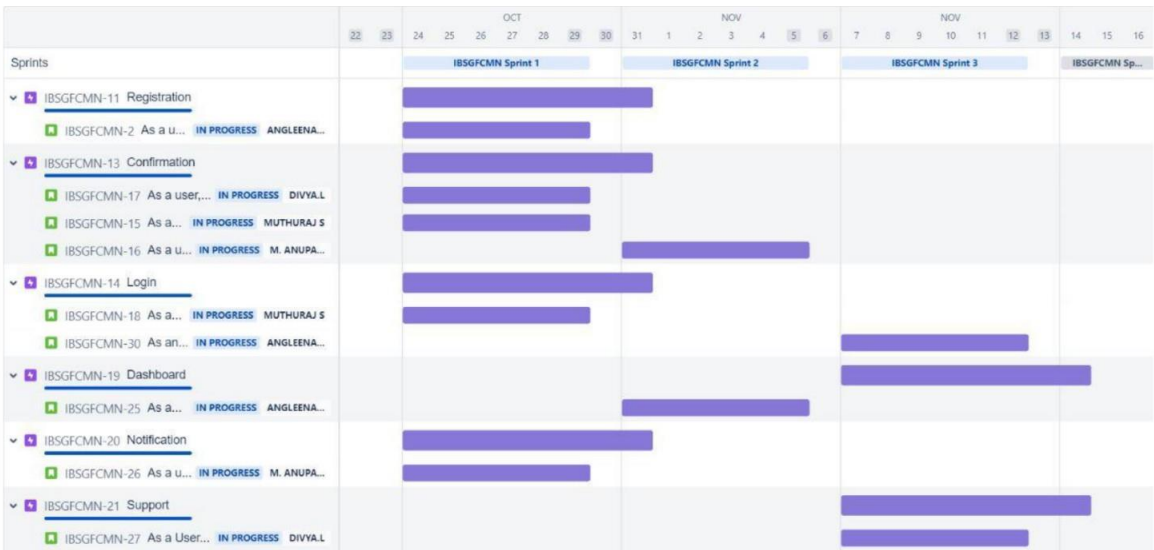 OCT NOV NOV
22 23 24 25 26 27 28 29 30 31 1 2 3 4 5 6 7 8 9 10 11 12 13 14 15 16
Sprints IBSGFCMN Sprint 1 IBSGFCMN Sprint 2 IBSGFCMN Sprint 3 IBSGFCMN Sp...
IBSGFCMN-11 Registration
IBSGFCMN-2 As a u... IN PROGRESS ANGLEENA...
IBSGFCMN-13 Confirmation
IBSGFCMN-17 As a user,... IN PROGRESS DIVYA.L
IBSGFCMN-15 As a... IN PROGRESS MUTHURAJ S
IBSGFCMN-16 As a u... IN PROGRESS M. ANUPA...
IBSGFCMN-14 Login
IBSGFCMN-18 As a... IN PROGRESS MUTHURAJ S
IBSGFCMN-30 As an... IN PROGRESS ANGLEENA...
IBSGFCMN-19 Dashboard
IBSGFCMN-25 As a... IN PROGRESS ANGLEENA...
IBSGFCMN-20 Notification
IBSGFCMN-26 As a u... IN PROGRESS M. ANUPA...
IBSGFCMN-21 Support
IBSGFCMN-27 As a User... IN PROGRESS DIVYA.L